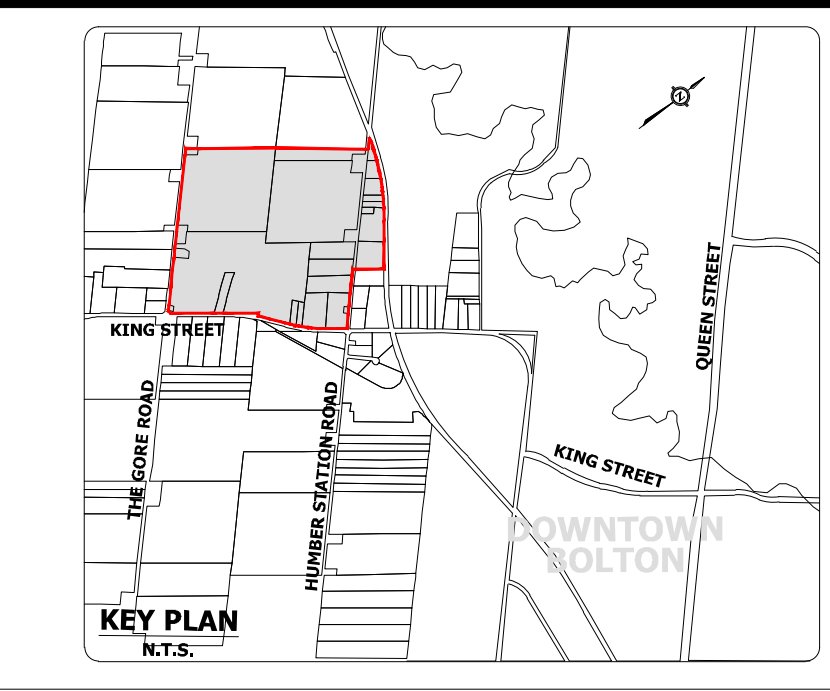 N
KING STREET
QUEEN STREET
THE GORE ROAD
HUMBER STATION ROAD
KING STREET
DOWNTOWN
BOLTON
KEY PLAN
N.T.S.